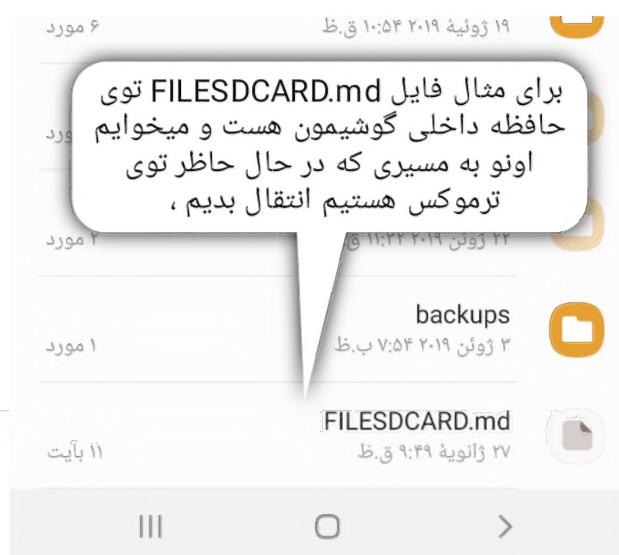 ۱۹ ژوئیهٔ ۲۰۱۹ ۱۰:۵۴ ق.ظ
۶ مورد
برای مثال فایل FILESDCARD.md توی
حافظه داخلی گوشیمون هست و میخوایم
اونو به مسیری که در حال حاظر توی
ترموکس هستیم انتقال بدیم ،
۲۲ ژوئن ۲۰۱۹ ۱۱:۲۲ ق
۲ مورد
backups
۳ ژوئن ۲۰۱۹ ۷:۵۴ ب.ظ
۱ مورد
FILESDCARD.md
۲۷ ژانویهٔ ۹:۴۹ ق.ظ
۱۱ بایت